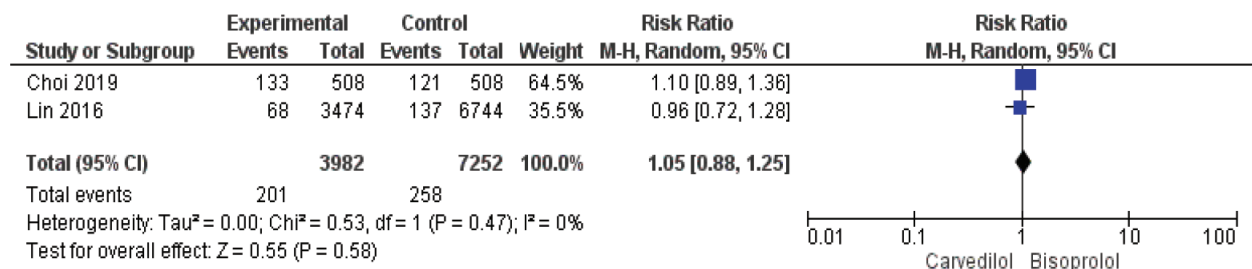 Experimental Control Risk Ratio Risk Ratio
Study or Subgroup Events Total Events Total Weight M-H, Random, 95% CI M-H, Random, 95% CI
Choi 2019 133 508 121 508 64.5% 1.10 [0.89, 1.36]
Lin 2016 68 3474 137 6744 35.5% 0.96 [0.72, 1.28]
Total (95% CI) 3982 7252 100.0% 1.05 [0.88, 1.25]
Total events 201 258
Heterogeneity: Tau² = 0.00; Chi² = 0.53, df = 1 (P = 0.47); I² = 0%
Test for overall effect: Z = 0.55 (P = 0.58)
0.01 0.1 1 10 100
Carvedilol Bisoprolol